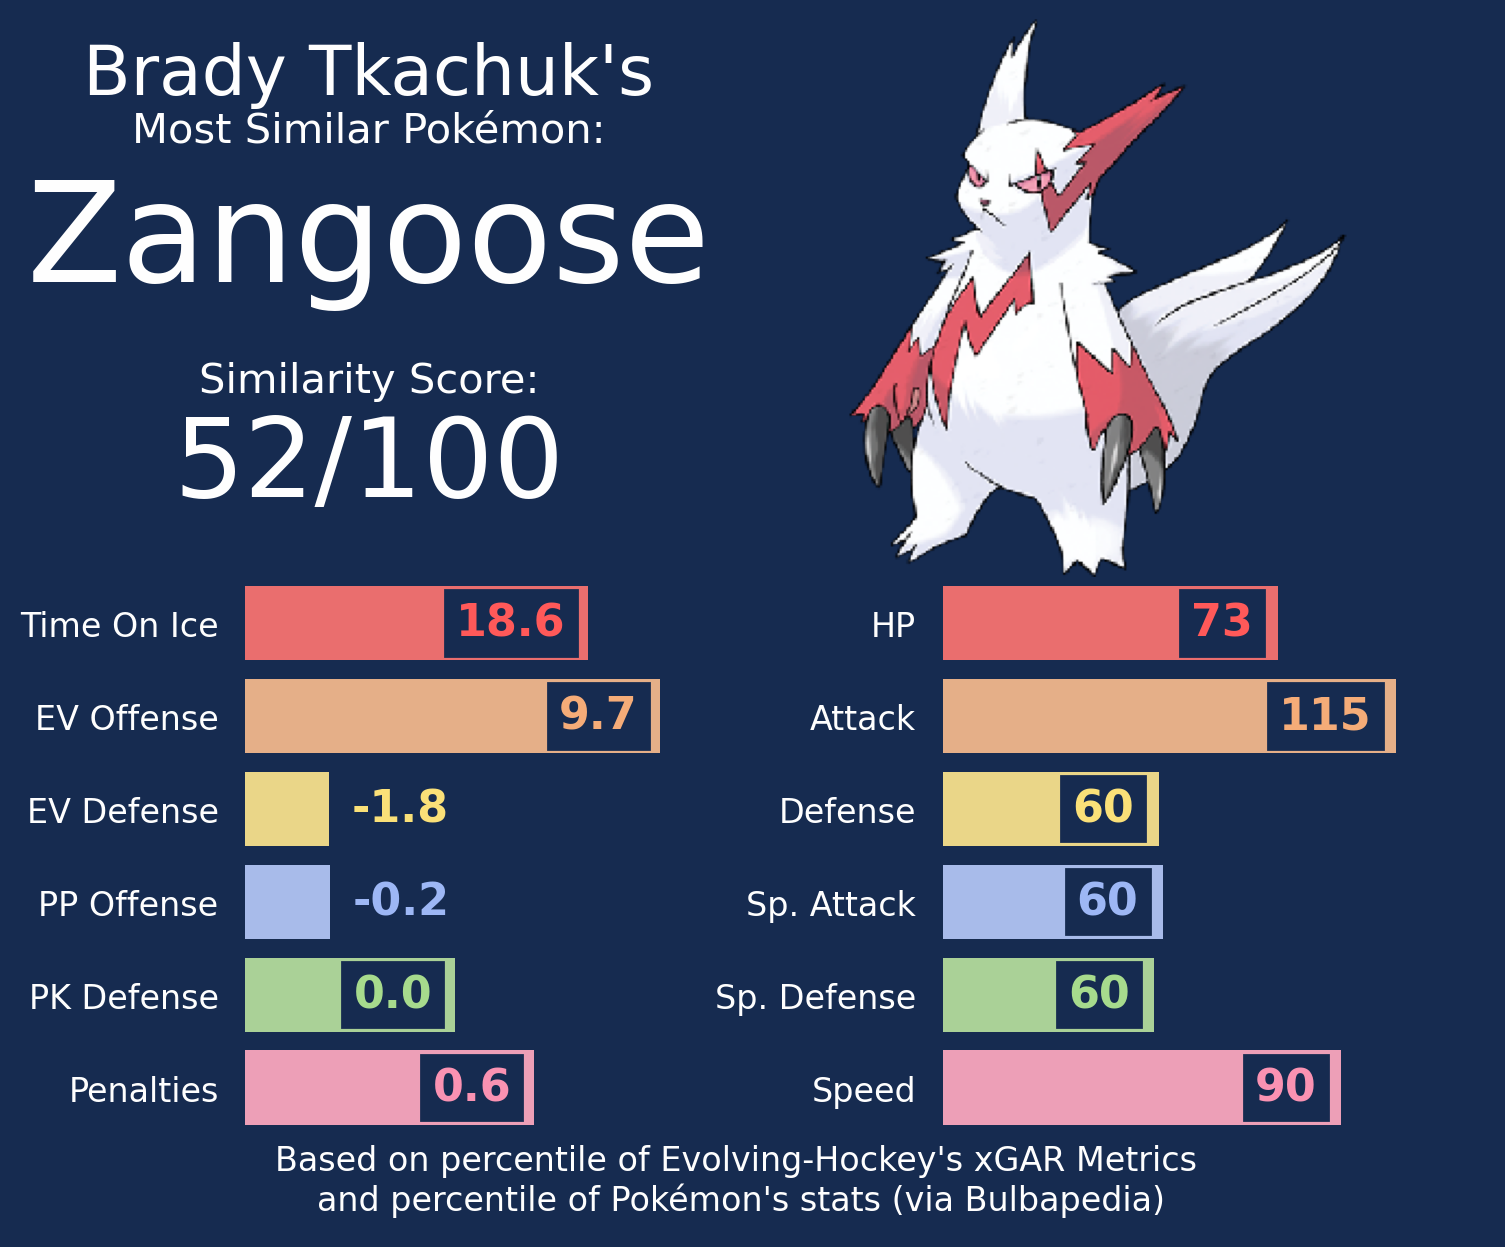 Brady Tkachuk's
Most Similar Pokémon:
Zangoose
Similarity Score:
52/100
Time On Ice 18.6
EV Offense 9.7
EV Defense -1.8
PP Offense -0.2
PK Defense 0.0
Penalties 0.6
HP 73
Attack 115
Defense 60
Sp. Attack 60
Sp. Defense 60
Speed 90
Based on percentile of Evolving-Hockey's xGAR Metrics
and percentile of Pokémon's stats (via Bulbapedia)